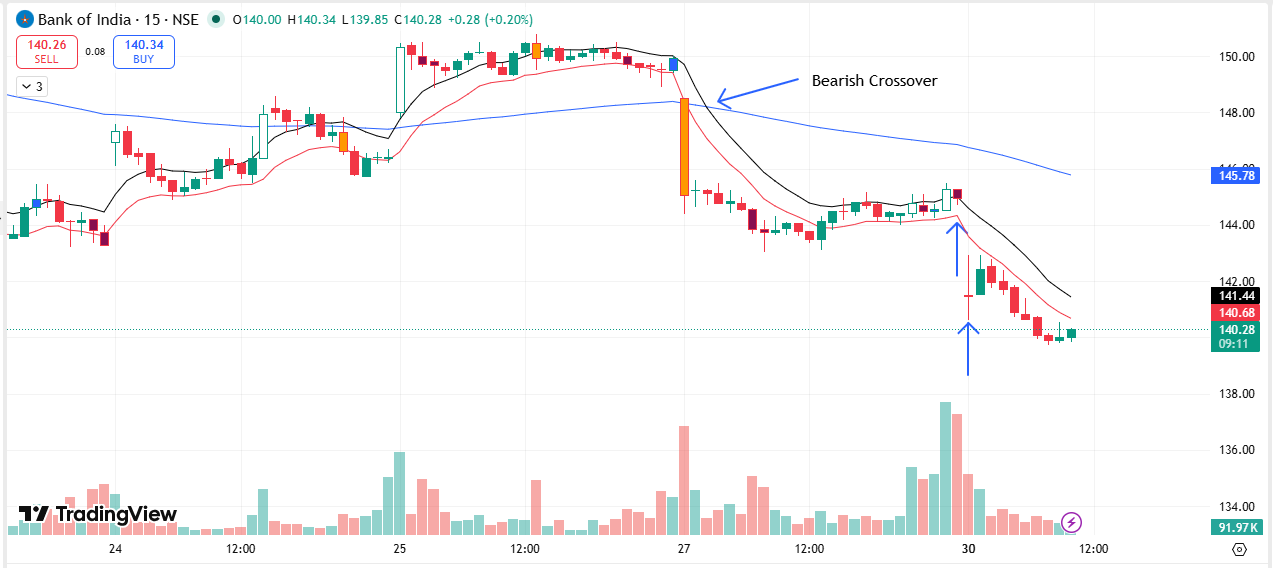 Bank of India · 15 · NSE O140.00 H140.34 L139.85 C140.28 +0.28 (+0.20%)
140.26 0.08 140.34
SELL BUY
3
Bearish Crossover
150.00
148.00
145.78
144.00
142.00
141.44
140.68
140.28
09:11
138.00
136.00
134.00
91.97K
TradingView
24 12:00 25 12:00 27 12:00 30 12:00